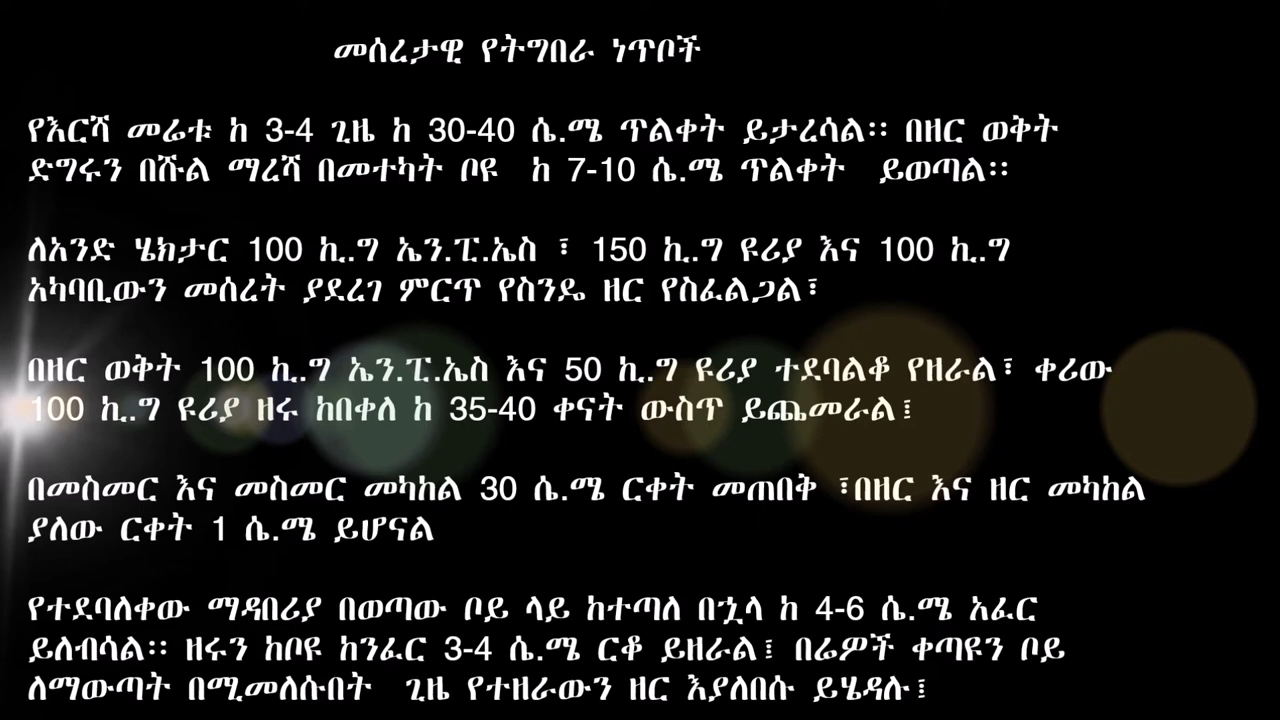 መሰረታዊ የትግበራ ነጥቦች
የእርሻ መሬቱ ከ 3-4 ጊዜ ከ 30-40 ሴ.ሜ ጥልቀት ይታረሳል፡፡ በዘር ወቅት
ድግሩን በሹል ማረሻ በመተካት ቦዩ ከ 7-10 ሴ.ሜ ጥልቀት ይወጣል፡፡
ለአንድ ሄክታር 100 ኪ..ግ ኤን.ፒ.ኤስ ፣ 150 ኪ..ግ ዩሪያ እና 100 ኪ..ግ
አካባቢውን መሰረት ያደረገ ምርጥ የስንዴ ዘር የስፈልጋል፣
በዘር ወቅት 100 ኪ..ግ ኤን.ፒ.ኤስ እና 50 ኪ..ግ ዩሪያ ተደባልቆ የዘራል፣ ቀሪው
100 ኪ..ግ ዩሪያ ዘሩ ከበቀለ ከ 35-40 ቀናት ውስጥ ይጨመራል፤
በመስመር እና መስመር መካከል 30 ሴ.ሜ ርቀት መጠበቅ ፣በዘር እና ዘር መካከል
ያለው ርቀት 1 ሴ.ሜ ይሆናል
የተደባለቀው ማዳበሪያ በወጣው ቦይ ላይ ከተጣለ በኋላ ከ 4-6 ሴ.ሜ አፈር
ይለብሳል፡፡ ዘሩን ከቦዩ ከንፈር 3-4 ሴ.ሜ ርቆ ይዘራል፤ በሬዎች ቀጣዩን ቦይ
ለማውጣት በሚመለሱበት ጊዜ የተዘራውን ዘር እያለበሱ ይሄዳሉ፤